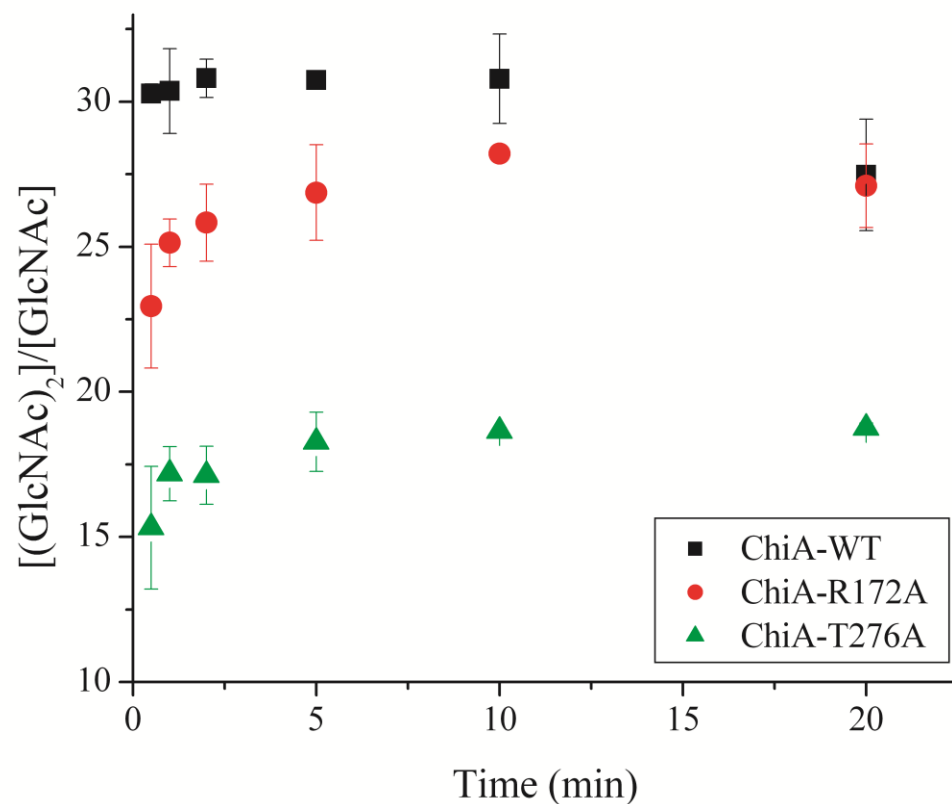 [(GlcNAc)₂]/[GlcNAc]
30
25
20
15
10
0
5
10
15
20
Time (min)
ChiA-WT
ChiA-R172A
ChiA-T276A